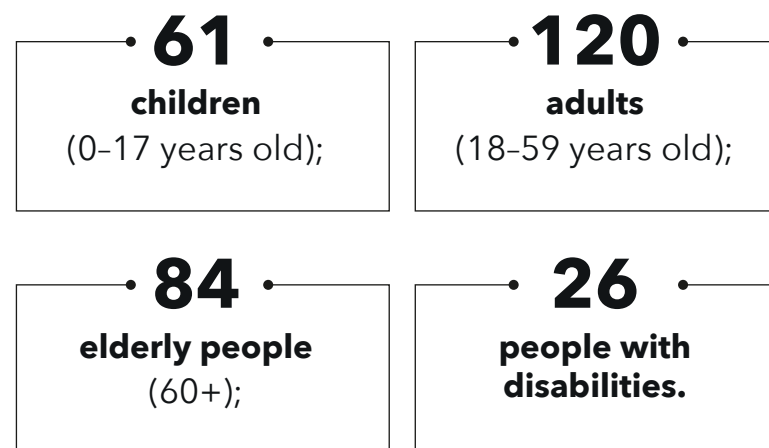 61
children
(0–17 years old);
120
adults
(18–59 years old);
84
elderly people
(60+);
26
people with
disabilities.